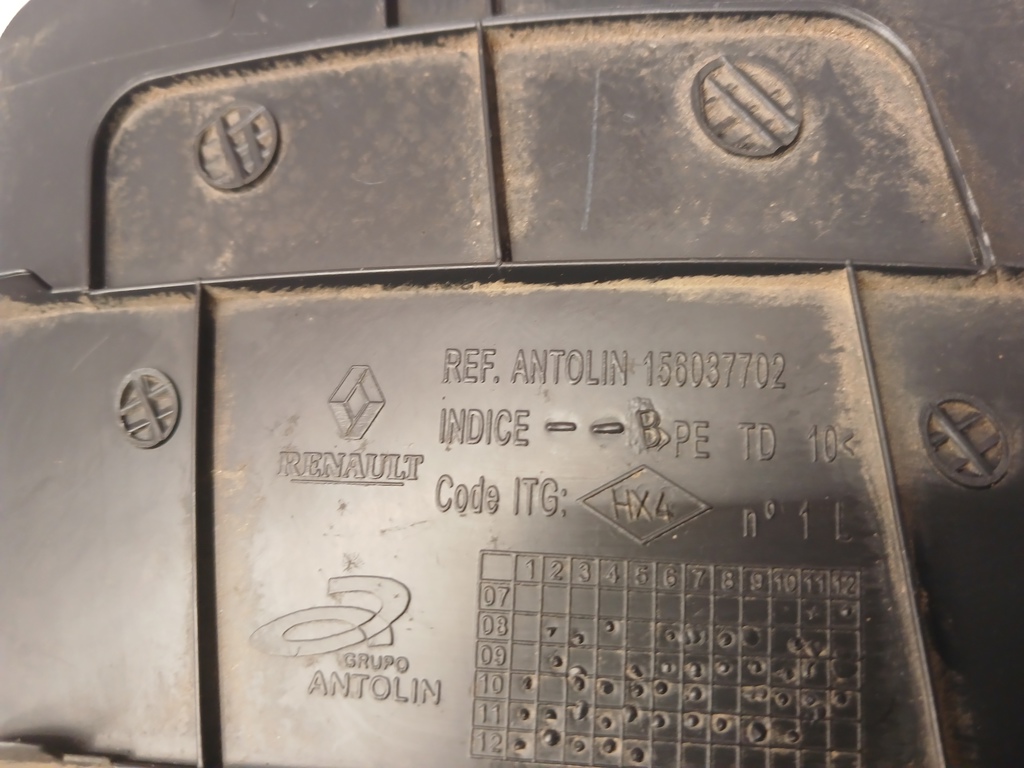 REF. ANTOLIN 156037702
INDICE - - B PE TD 10<
RENAULT
Code ITG: HX4
n° 1 L
GRUPO
ANTOLIN
1 2 3 4 5 6 7 8 9 10 11 12
07
08
09
10
11
12